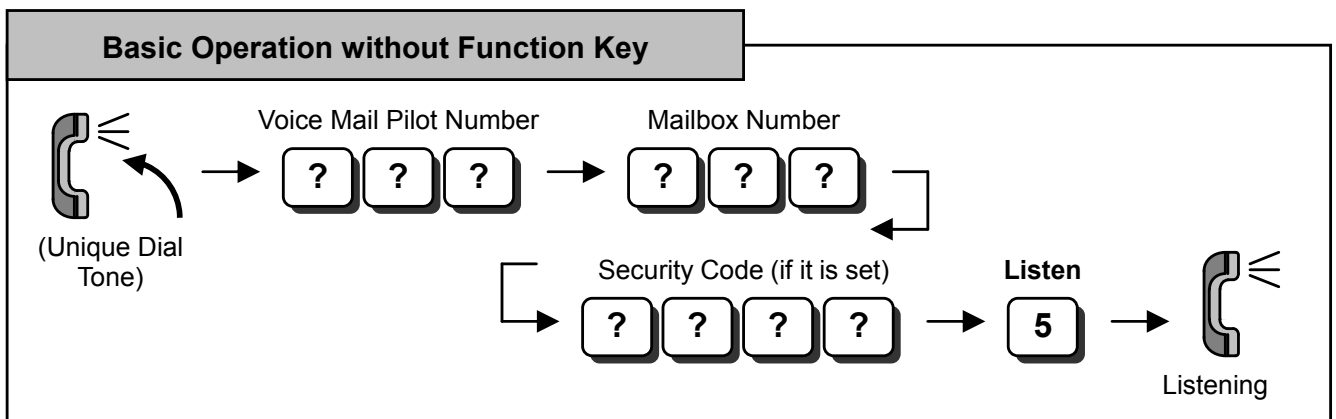 Basic Operation without Function Key
Voice Mail Pilot Number
Mailbox Number
? ? ?
? ? ?
(Unique Dial
Tone)
Security Code (if it is set)
Listen
? ? ? ?
5
Listening